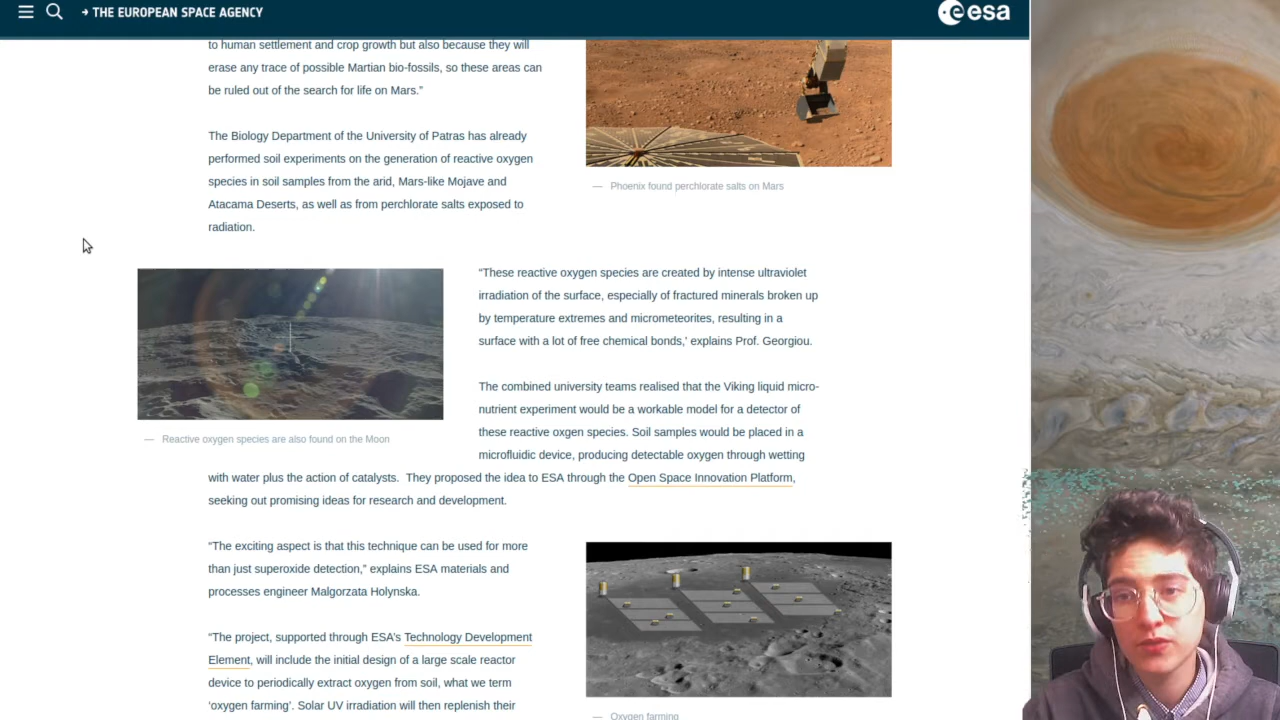 → THE EUROPEAN SPACE AGENCY
esa
to human settlement and crop growth but also because they will
erase any trace of possible Martian bio-fossils, so these areas can
be ruled out of the search for life on Mars.”
— Phoenix found perchlorate salts on Mars
The Biology Department of the University of Patras has already
performed soil experiments on the generation of reactive oxygen
species in soil samples from the arid, Mars-like Mojave and
Atacama Deserts, as well as from perchlorate salts exposed to
radiation.
— Reactive oxygen species are also found on the Moon
“These reactive oxygen species are created by intense ultraviolet
irradiation of the surface, especially of fractured minerals broken up
by temperature extremes and micrometeorites, resulting in a
surface with a lot of free chemical bonds,’ explains Prof. Georgiou.
The combined university teams realised that the Viking liquid micro-
nutrient experiment would be a workable model for a detector of
these reactive oxgen species. Soil samples would be placed in a
microfluidic device, producing detectable oxygen through wetting
with water plus the action of catalysts.  They proposed the idea to ESA through the Open Space Innovation Platform,
seeking out promising ideas for research and development.
“The exciting aspect is that this technique can be used for more
than just superoxide detection,” explains ESA materials and
processes engineer Malgorzata Holynska.
“The project, supported through ESA’s Technology Development
Element, will include the initial design of a large scale reactor
device to periodically extract oxygen from soil, what we term
‘oxygen farming’. Solar UV irradiation will then replenish their
— Oxygen farming